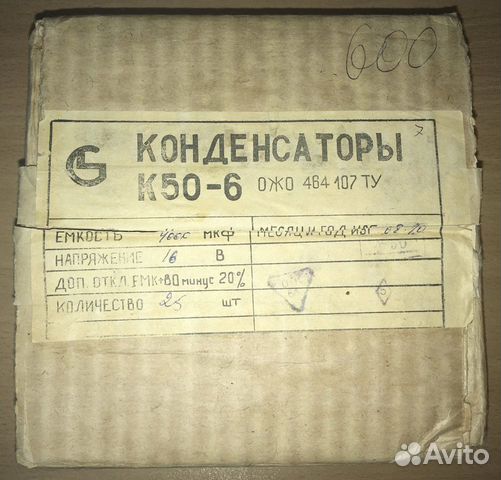 600
КОНДЕНСАТОРЫ
К50-6 ОЖО 464 107 ТУ
ЕМКОСТЬ МКФ МЕСЯЦ И ГОД ИЗГ
НАПРЯЖЕНИЕ 16 В
ДОП. ОТКЛ. ЕМК+80 минус 20%
КОЛИЧЕСТВО 25 ШТ
Avito